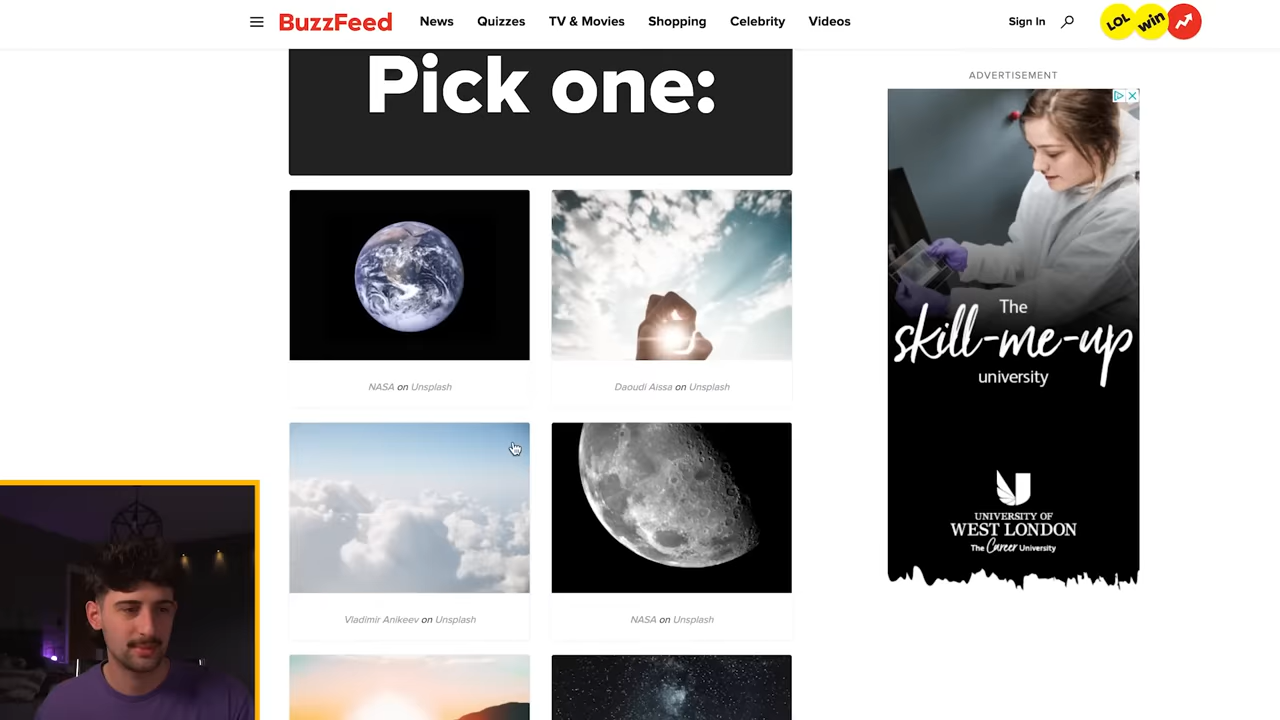 BuzzFeed
News
Quizzes
TV & Movies
Shopping
Celebrity
Videos
Sign In
LOL
win
Pick one:
NASA on Unsplash
Daoudi Aissa on Unsplash
Vladimir Anikeev on Unsplash
NASA on Unsplash
ADVERTISEMENT
The
skill-me-up
university
UNIVERSITY OF
WEST LONDON
The Career University